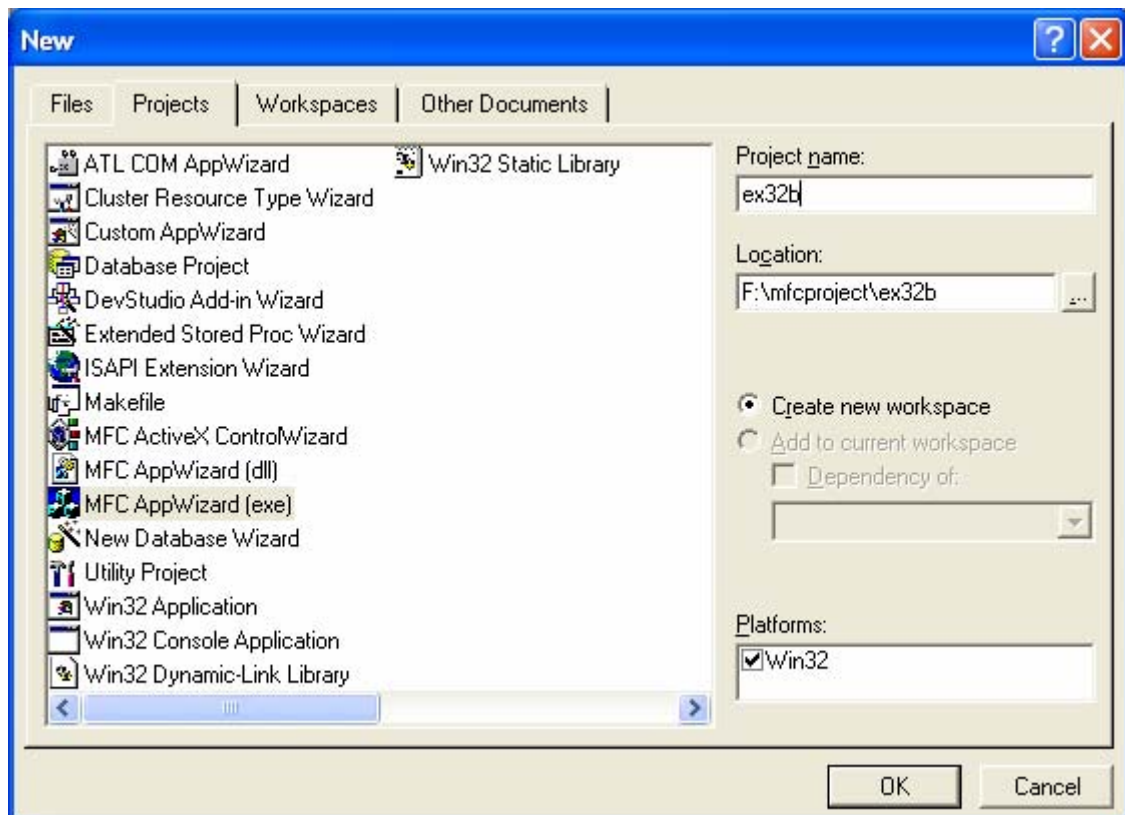 New
Files Projects Workspaces Other Documents
ATL COM AppWizard
Cluster Resource Type Wizard
Custom AppWizard
Database Project
DevStudio Add-in Wizard
Extended Stored Proc Wizard
ISAPI Extension Wizard
Makefile
MFC ActiveX ControlWizard
MFC AppWizard (dll)
MFC AppWizard (exe)
New Database Wizard
Utility Project
Win32 Application
Win32 Console Application
Win32 Dynamic-Link Library
Win32 Static Library
Project name:
ex32b
Location:
F:\mfcproject\ex32b
...
Create new workspace
Add to current workspace
Dependency of:
Platforms:
Win32
OK Cancel